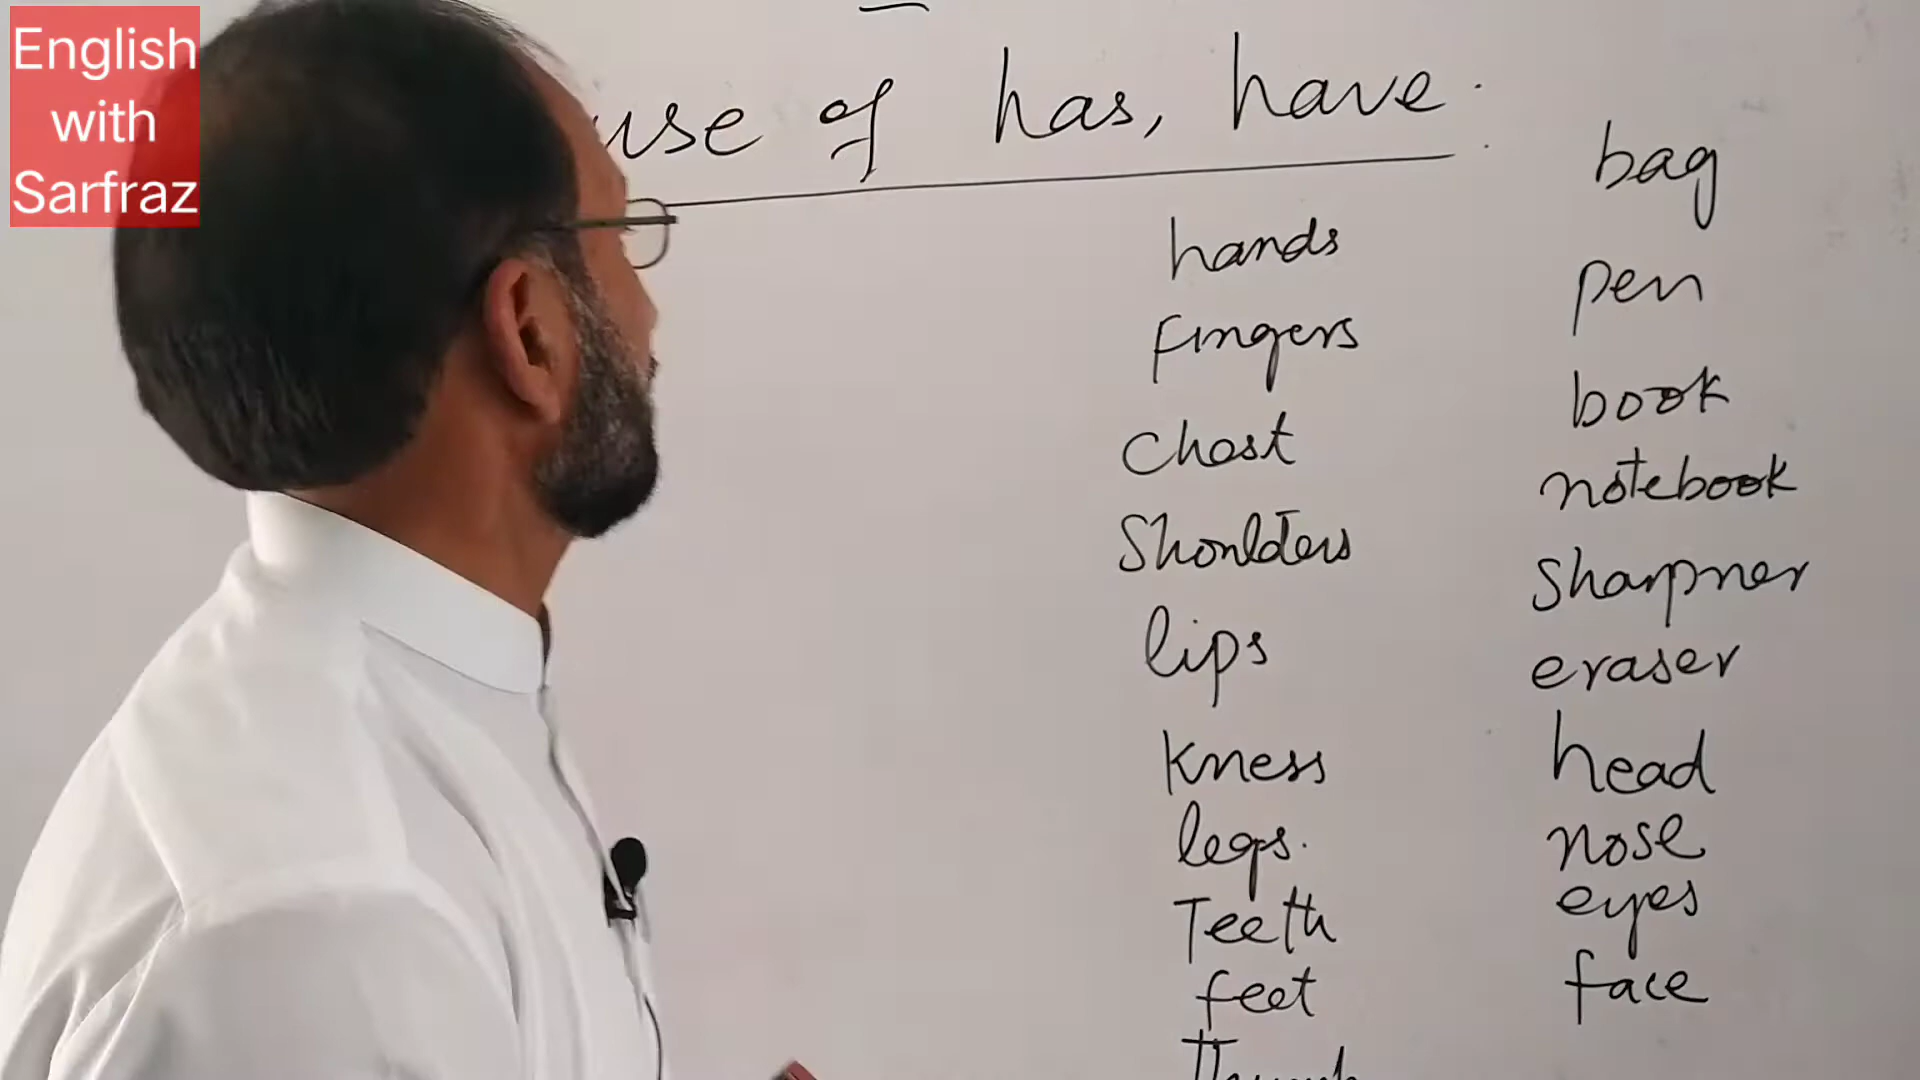 English
with
Sarfraz
use of has, have.
hands
Fingers
Chest
Shoulders
lips
Kness
legs.
Teeth
feet
bag
pen
book
notebook
Sharpner
eraser
head
nose
eyes
face